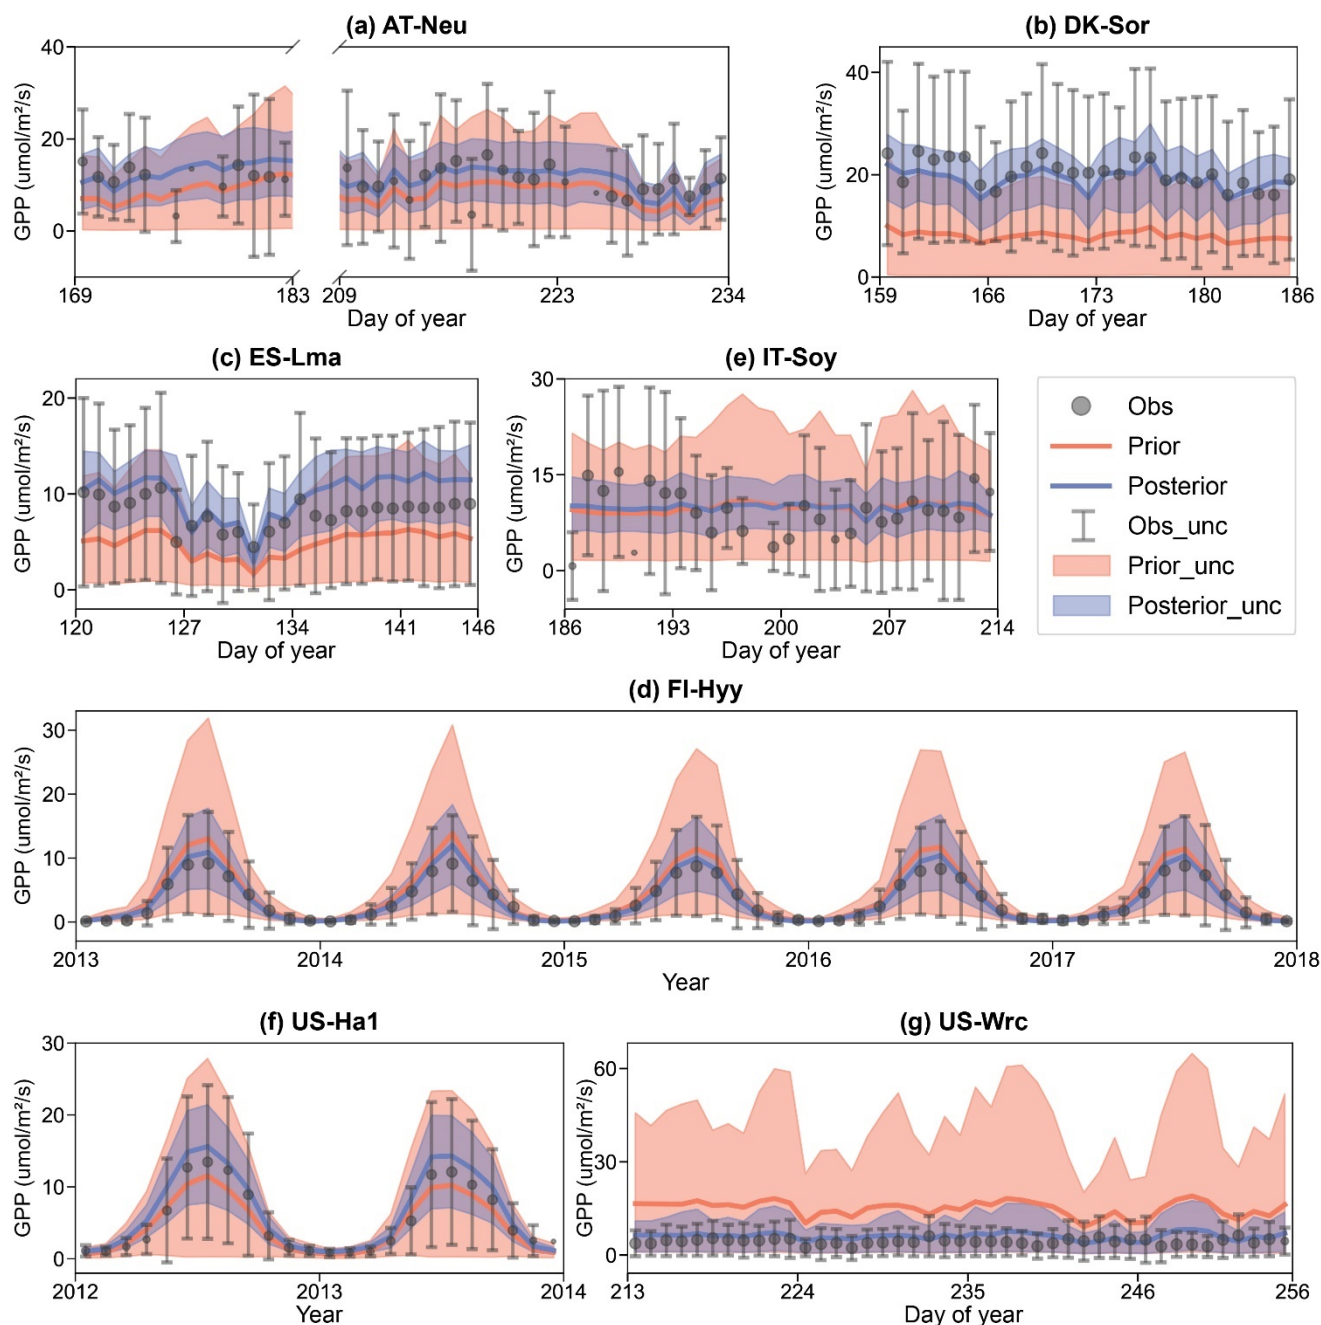 (a) AT-Neu
(b) DK-Sor
GPP (umol/m²/s)
40
20
0
169
183
209
223
234
Day of year
GPP (umol/m²/s)
40
20
0
159
166
173
180
186
Day of year
(c) ES-Lma
(e) IT-Soy
GPP (umol/m²/s)
20
10
0
120
127
134
141
146
Day of year
GPP (umol/m²/s)
30
15
0
186
193
200
207
214
Day of year
Obs
Prior
Posterior
Obs_unc
Prior_unc
Posterior_unc
(d) FI-Hyy
GPP (umol/m²/s)
30
20
10
0
2013
2014
2015
2016
2017
2018
Year
(f) US-Ha1
(g) US-Wrc
GPP (umol/m²/s)
30
20
10
0
2012
2013
2014
Year
GPP (umol/m²/s)
60
30
0
213
224
235
246
256
Day of year